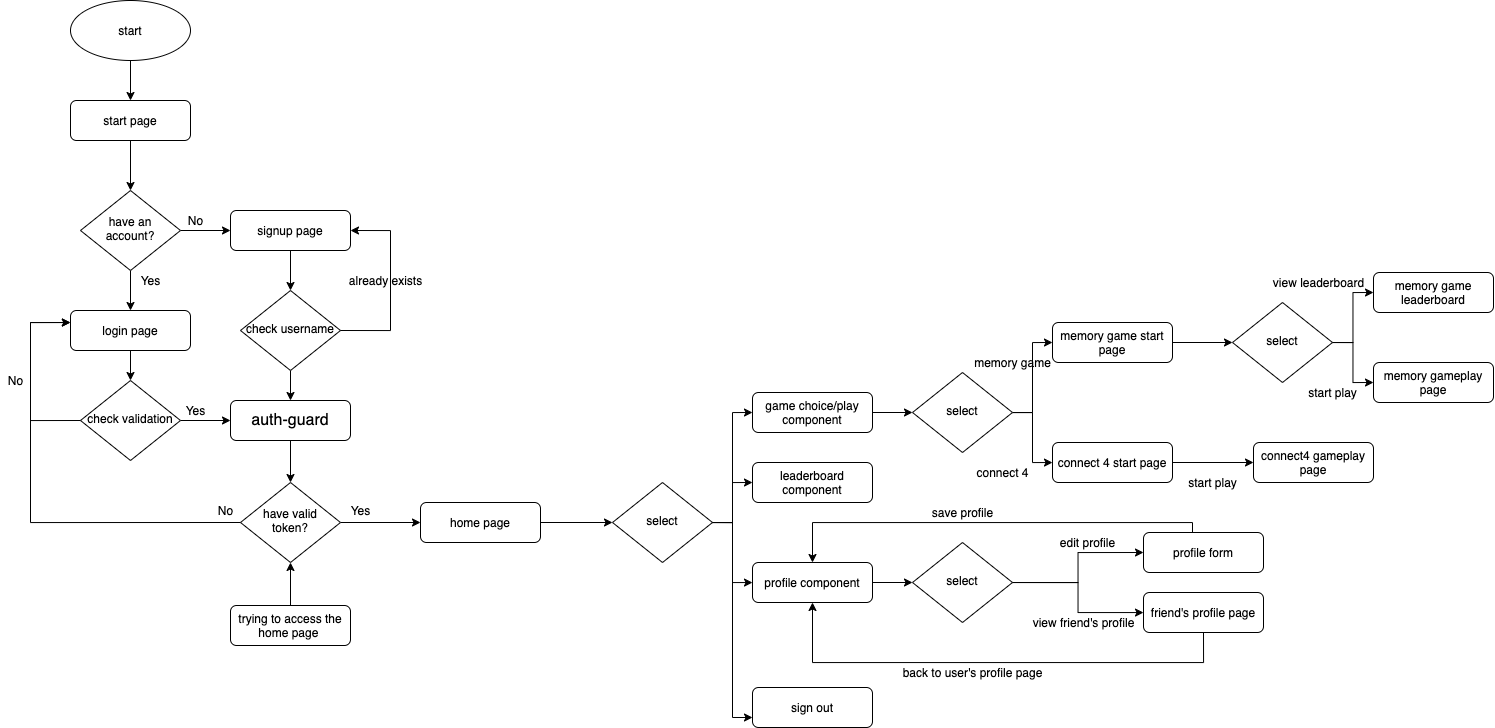 start
start page
have an
account?
No
signup page
Yes
already exists
login page
check username
No
check validation
Yes
auth-guard
No
have valid
token?
Yes
home page
select
trying to access the
home page
game choice/play
component
select
memory game
memory game start
page
select
view leaderboard
memory game
leaderboard
start play
memory gameplay
page
connect 4
connect 4 start page
start play
connect4 gameplay
page
leaderboard
component
save profile
profile component
select
edit profile
profile form
view friend's profile
friend's profile page
back to user's profile page
sign out